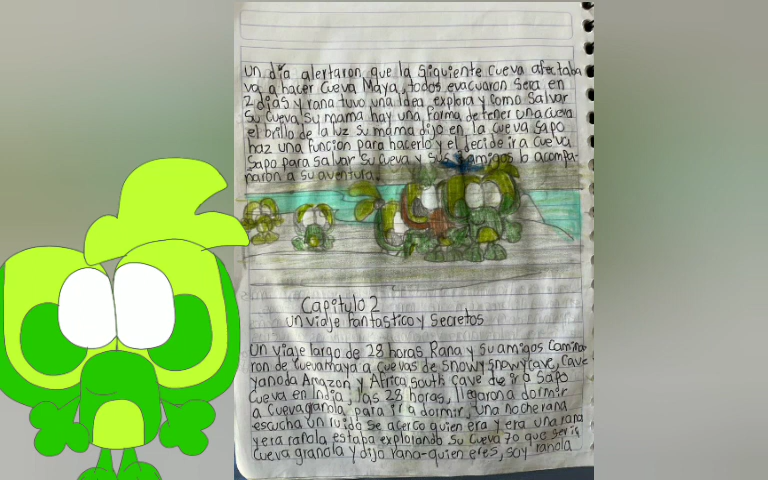 un día alertaron que la siguiente cueva afectaba
va a hacer Cueva Maya, todos evacuaron sera en
2 dias y rana tuvo una idea explora y como salvar
su cueva, su mama hay una forma de tener una cueva
el brillo de a luz su mama dijo en la cueva sapo
haz una funcion para hacerlo y el decide ir a cueva
sapo para salvar su cueva y sus amigos lo acompa-
ñaron a su aventura.
Capitulo 2
un viaje fantastico y secretos
Un viaje largo de 28 horas Rana y su amigos camina
ron de cuevamaya a cuevas de snowy snowycave, cave
yanoda Amazon y Africa south cave de ir a sapo
cueva en India, las 28 horas, llegaron a dormir
a cuevagranola para ir a dormir, una noche rana
escucha un ruido se acerco quien era y era una rana
y era ranola estaba explorando su cueva yo que seria
cueva granola y dijo rana-quien eres, soy ranola